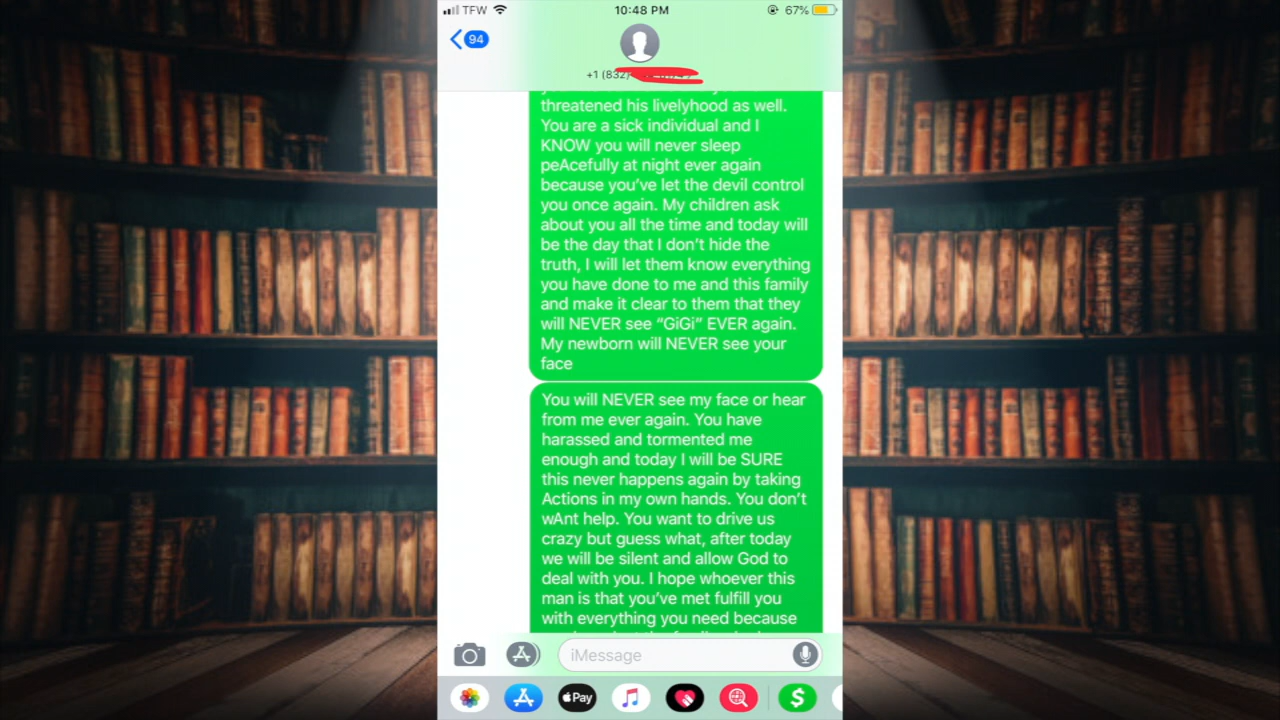 TFW
10:48 PM
67%
94
+1 (832)
threatened his livelyhood as well.
You are a sick individual and I
KNOW you will never sleep
peAcefully at night ever again
because you've let the devil control
you once again. My children ask
about you all the time and today will
be the day that I don't hide the
truth, I will let them know everything
you have done to me and this family
and make it clear to them that they
will NEVER see “GiGi” EVER again.
My newborn will NEVER see your
face
You will NEVER see my face or hear
from me ever again. You have
harassed and tormented me
enough and today I will be SURE
this never happens again by taking
Actions in my own hands. You don't
wAnt help. You want to drive us
crazy but guess what, after today
we will be silent and allow God to
deal with you. I hope whoever this
man is that you've met fulfill you
with everything you need because
iMessage
Pay
$